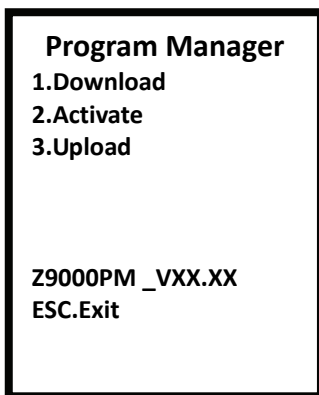 Program Manager
1.Download
2.Activate
3.Upload
Z9000PM _VXX.XX
ESC.Exit